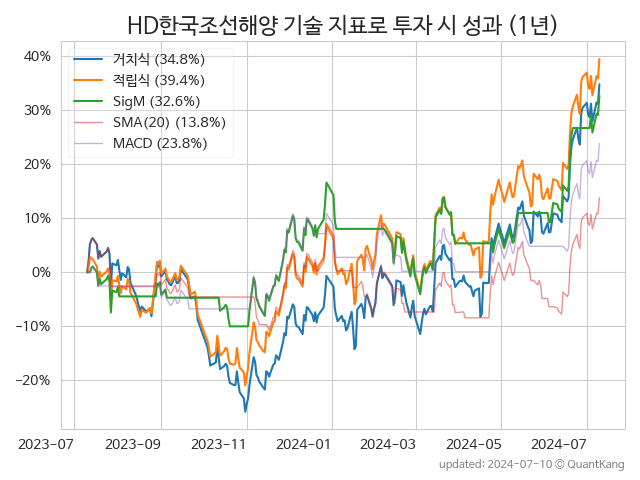 HD한국조선해양 기술 지표로 투자 시 성과 (1년)
거치식 (34.8%)
적립식 (39.4%)
SigM (32.6%)
SMA(20) (13.8%)
MACD (23.8%)
40%
30%
20%
10%
0%
−10%
−20%
2023-07 2023-09 2023-11 2024-01 2024-03 2024-05 2024-07
updated: 2024-07-10 © QuantKang